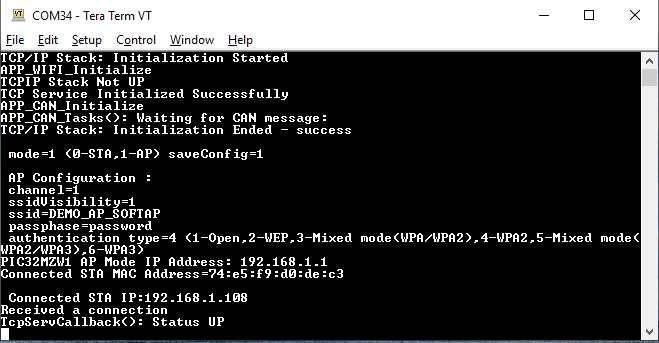 COM34 - Tera Term VT
File Edit Setup Control Window Help
TCP/IP Stack: Initialization Started
APP_WIFI_Initialize
TCPIP Stack Not UP
TCP Service Initialized Successfully
APP_CAN_Initialize
APP_CAN_Tasks(): Waiting for CAN message:
TCP/IP Stack: Initialization Ended - success
mode=1 (0-STA,1-AP) saveConfig=1
AP Configuration :
channel=1
ssidVisibility=1
ssid=DEMO_AP_SOFTAP
passphase=password
authentication type=4 (1-Open,2-WEP,3-Mixed mode(WPA/WPA2),4-WPA2,5-Mixed mode(
WPA2/WPA3),6-WPA3)
PIC32MZW1 AP Mode IP Address: 192.168.1.1
Connected STA MAC Address=74:e5:f9:d0:de:c3
Connected STA IP:192.168.1.108
Received a connection
TcpServCallback(): Status UP